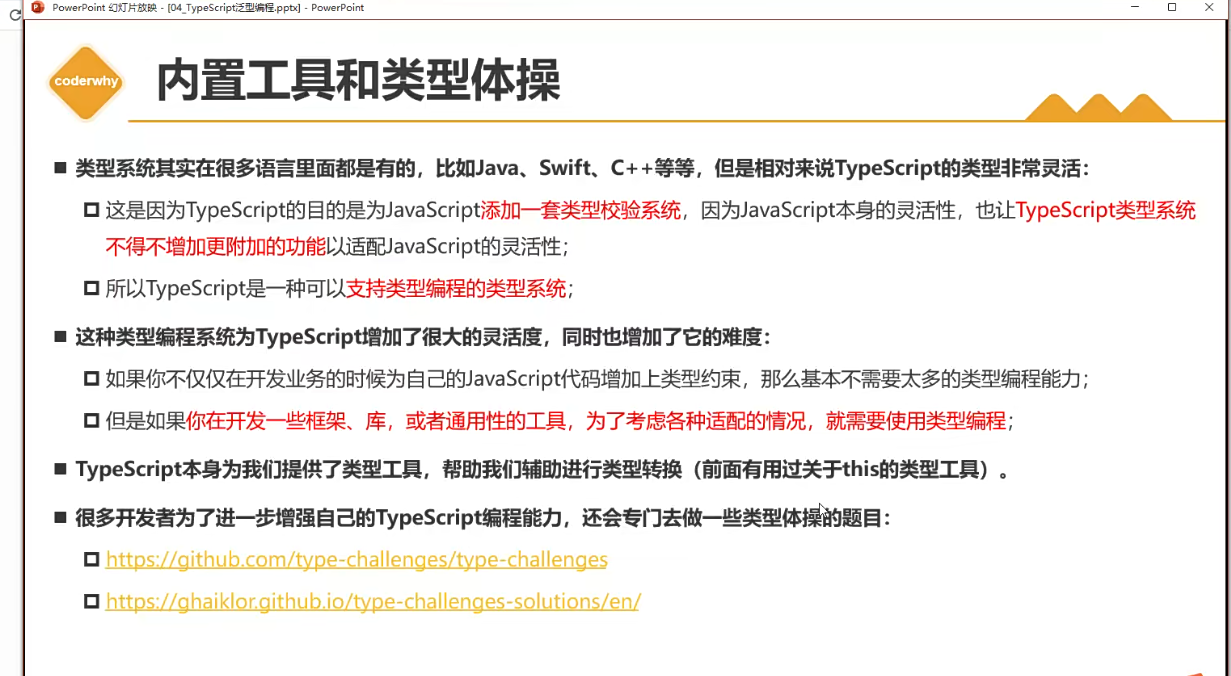 PowerPoint 幻灯片放映 - [04_TypeScript泛型编程.pptx] - PowerPoint
coderwhy
内置工具和类型体操
类型系统其实在很多语言里面都是有的，比如Java、Swift、C++等等，但是相对来说TypeScript的类型非常灵活：
这是因为TypeScript的目的是为JavaScript添加一套类型校验系统，因为JavaScript本身的灵活性，也让TypeScript类型系统
不得不增加更附加的功能以适配JavaScript的灵活性；
所以TypeScript是一种可以支持类型编程的类型系统；
这种类型编程系统为TypeScript增加了很大的灵活度，同时也增加了它的难度：
如果你不仅仅在开发业务的时候为自己的JavaScript代码增加上类型约束，那么基本不需要太多的类型编程能力；
但是如果你在开发一些框架、库，或者通用性的工具，为了考虑各种适配的情况，就需要使用类型编程；
TypeScript本身为我们提供了类型工具，帮助我们辅助进行类型转换（前面有用过关于this的类型工具）。
很多开发者为了进一步增强自己的TypeScript编程能力，还会专门去做一些类型体操的题目：
https://github.com/type-challenges/type-challenges
https://ghaiklor.github.io/type-challenges-solutions/en/